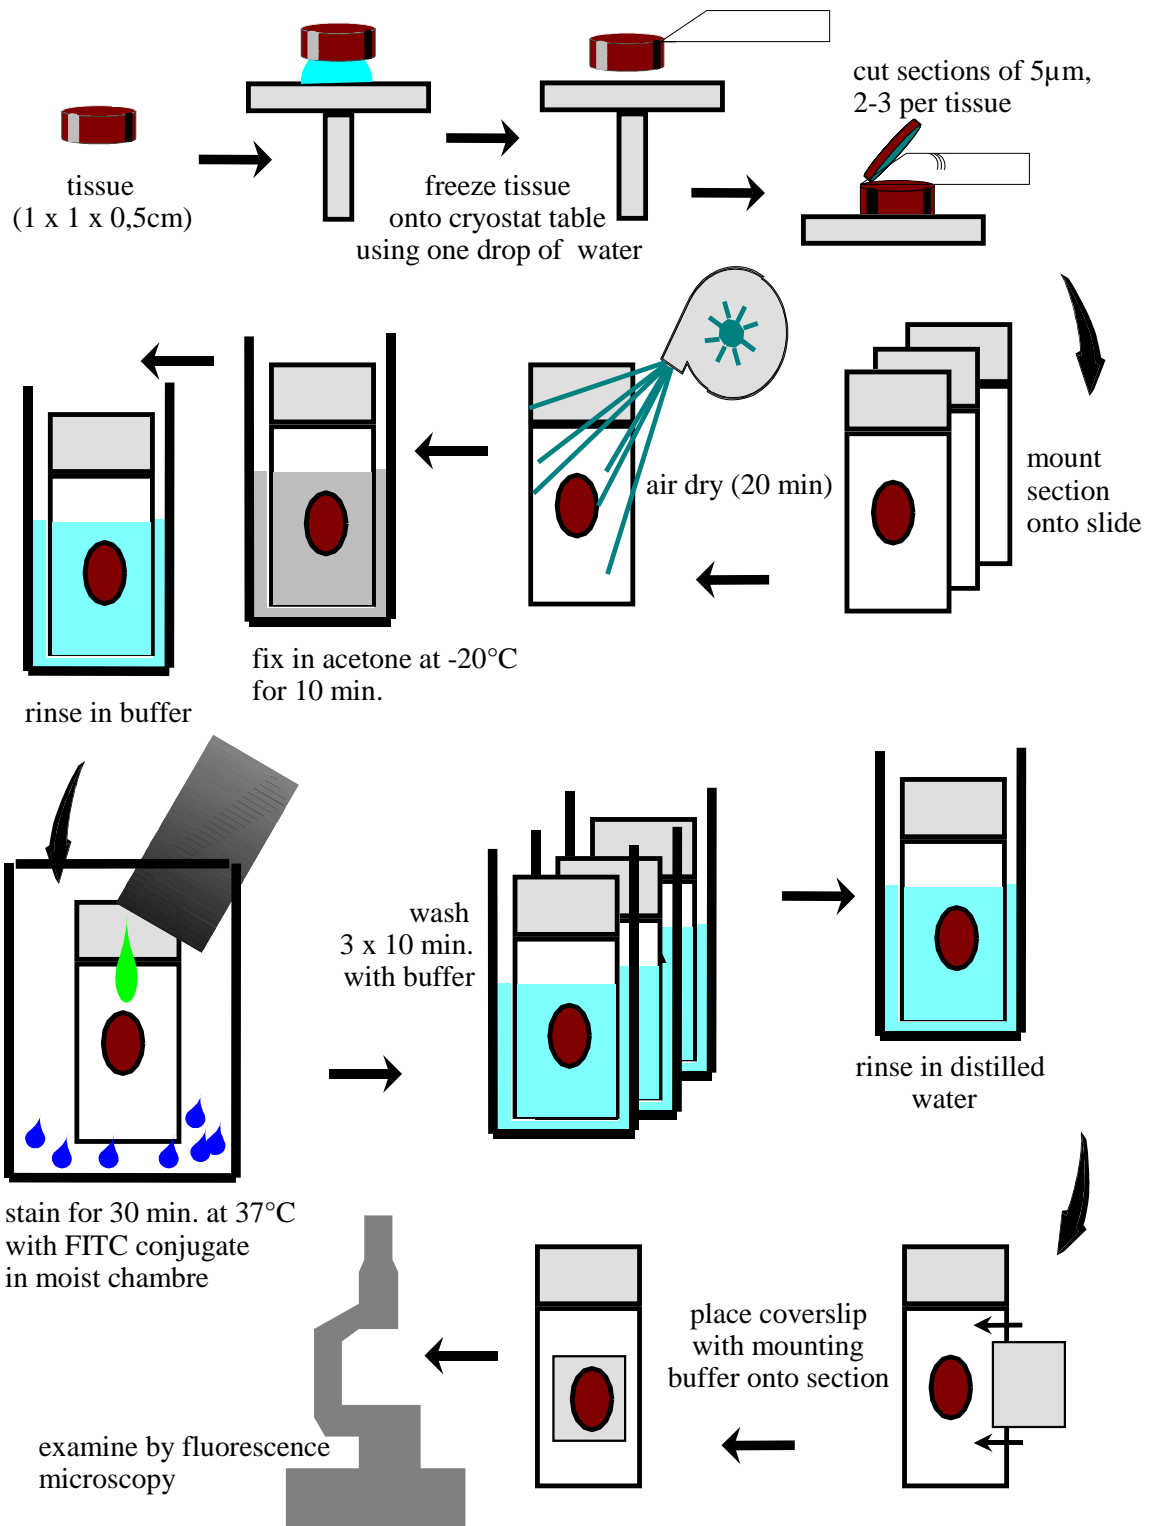 tissue
(1 x 1 x 0,5cm)
freeze tissue
onto cryostat table
using one drop of water
cut sections of 5µm,
2-3 per tissue
mount
section
onto slide
air dry (20 min)
fix in acetone at -20°C
for 10 min.
rinse in buffer
stain for 30 min. at 37°C
with FITC conjugate
in moist chambre
wash
3 x 10 min.
with buffer
rinse in distilled
water
place coverslip
with mounting
buffer onto section
examine by fluorescence
microscopy